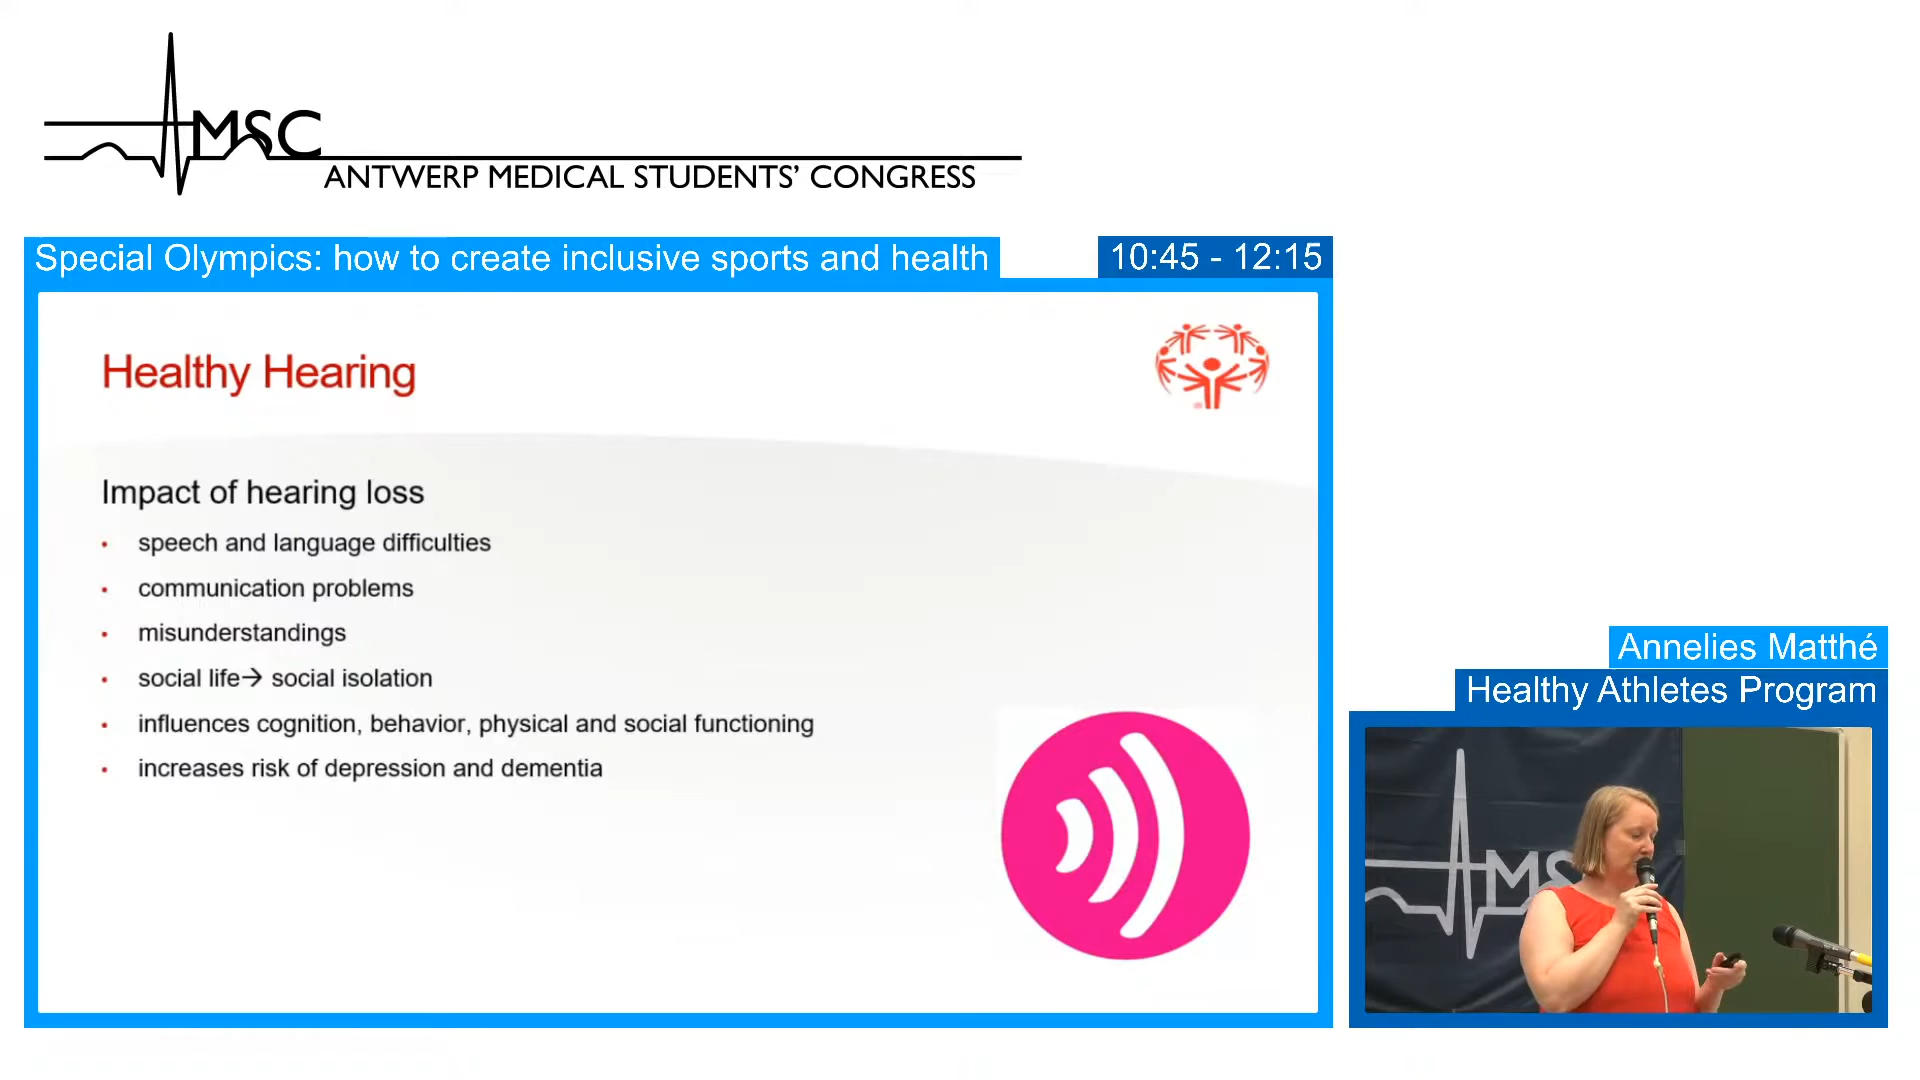 AMSC
ANTWERP MEDICAL STUDENTS’ CONGRESS
Special Olympics: how to create inclusive sports and health
10:45 - 12:15
Healthy Hearing
Impact of hearing loss
• speech and language difficulties
• communication problems
• misunderstandings
• social life→ social isolation
• influences cognition, behavior, physical and social functioning
• increases risk of depression and dementia
Annelies Matthé
Healthy Athletes Program
AMS